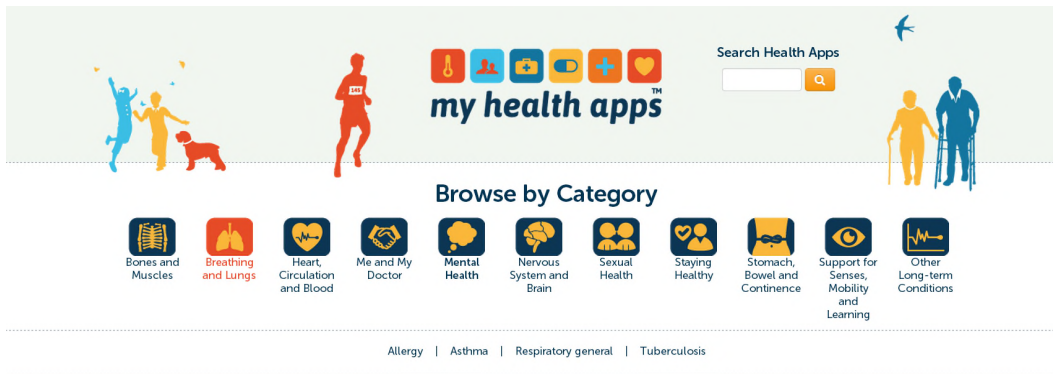 Search Health Apps
145
my health apps™
Browse by Category
Bones and
Muscles
Breathing
and Lungs
Heart,
Circulation
and Blood
Me and My
Doctor
Mental
Health
Nervous
System and
Brain
Sexual
Health
Staying
Healthy
Stomach,
Bowel and
Continence
Support for
Senses,
Mobility
and
Learning
Other
Long-term
Conditions
Allergy | Asthma | Respiratory general | Tuberculosis